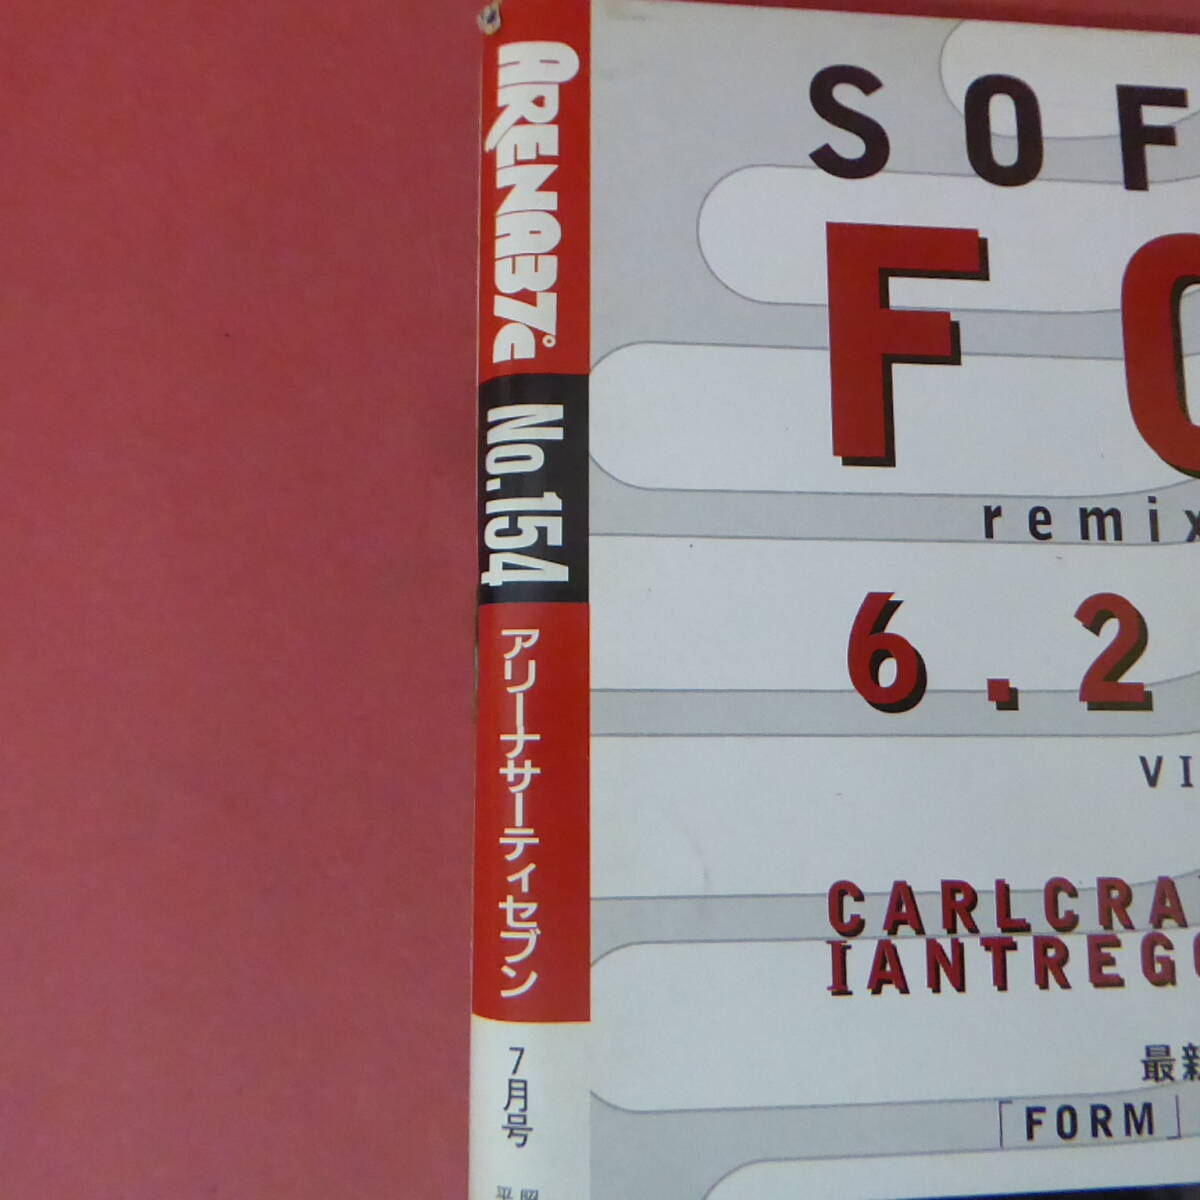 ARENA37°c
No.154
アリーナサーティセブン
7月号
SOF
FO
remix
6.2
VI
CARLCRA
IANTREGO
最新
「FORM」